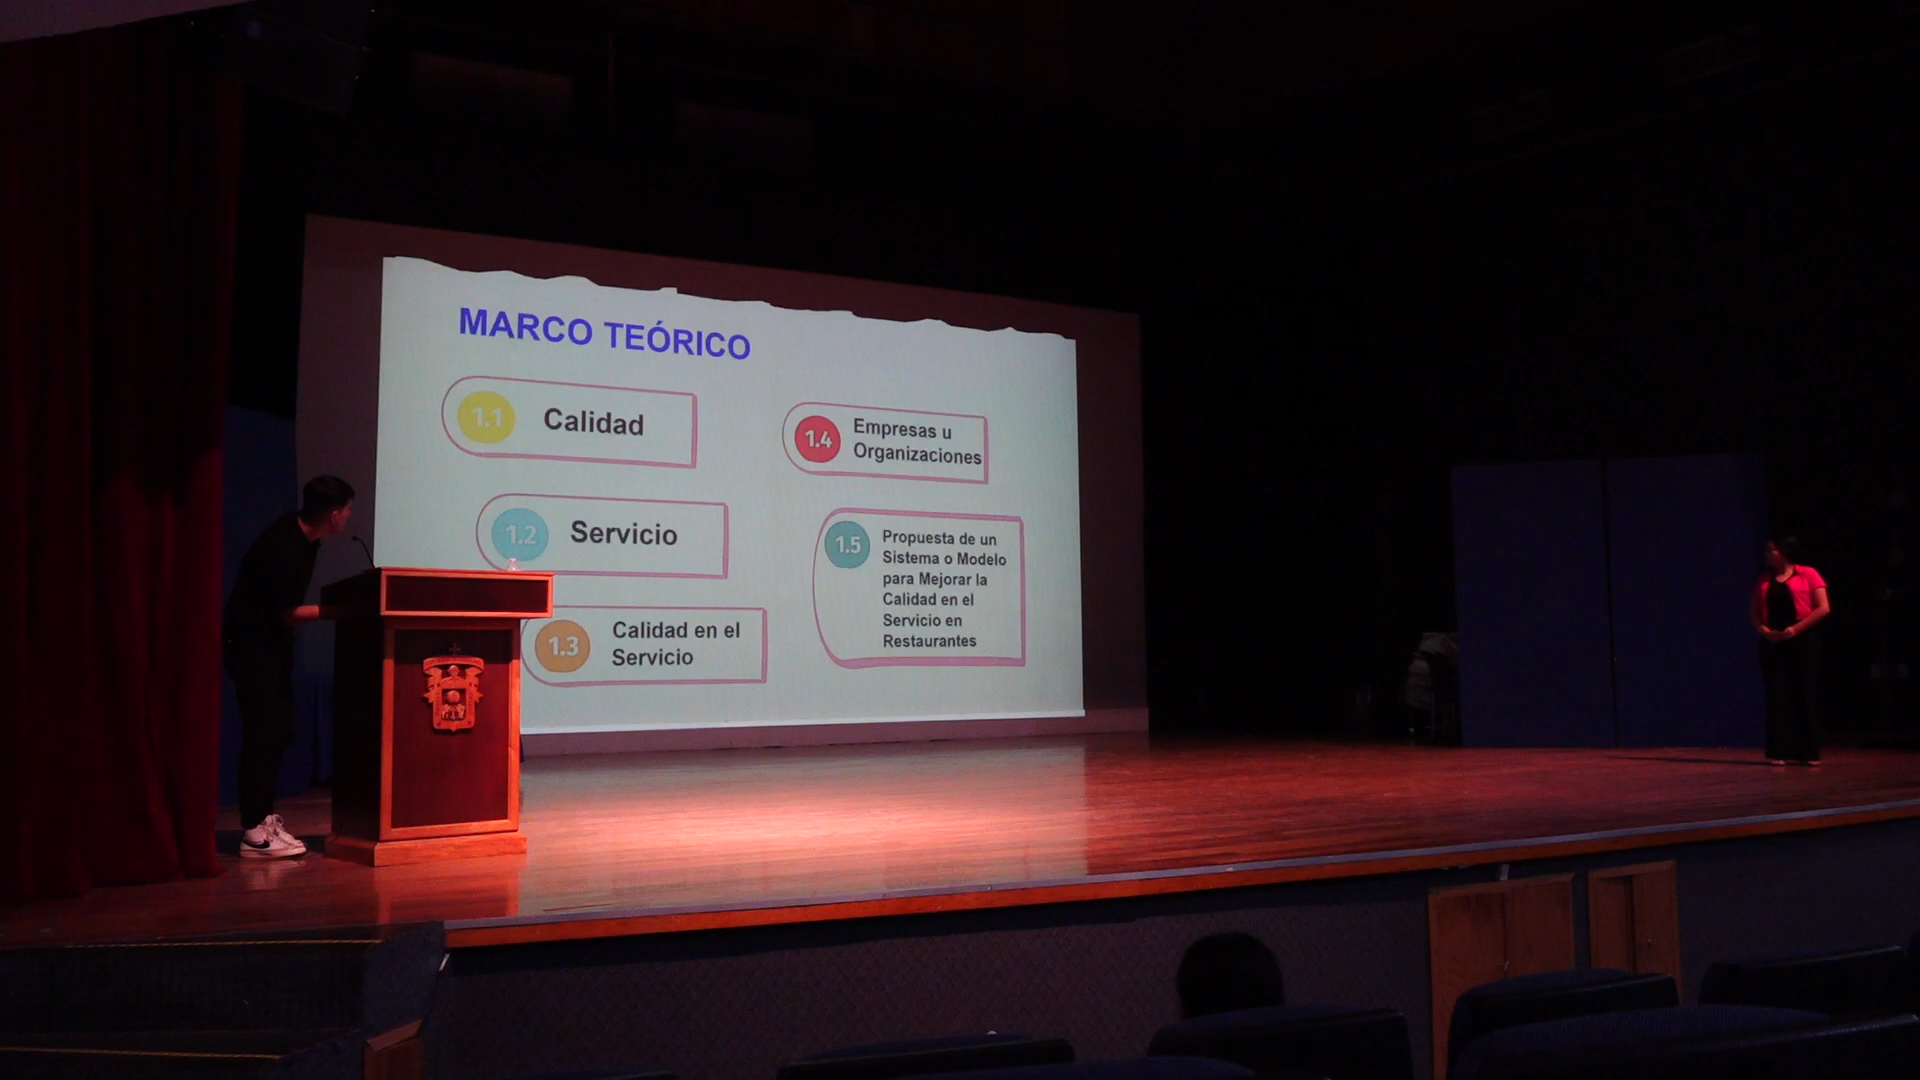 MARCO TEÓRICO
1.1
Calidad
1.2
Servicio
1.3
Calidad en el
Servicio
1.4
Empresas u
Organizaciones
1.5
Propuesta de un
Sistema o Modelo
para Mejorar la
Calidad en el
Servicio en
Restaurantes